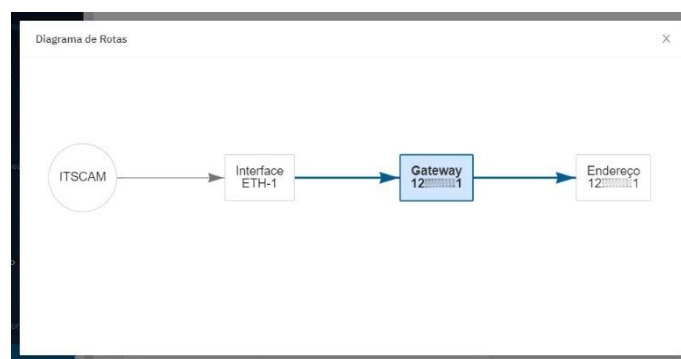 Diagrama de Rotas
ITSCAM
Interface
ETH-1
Gateway
Endereço